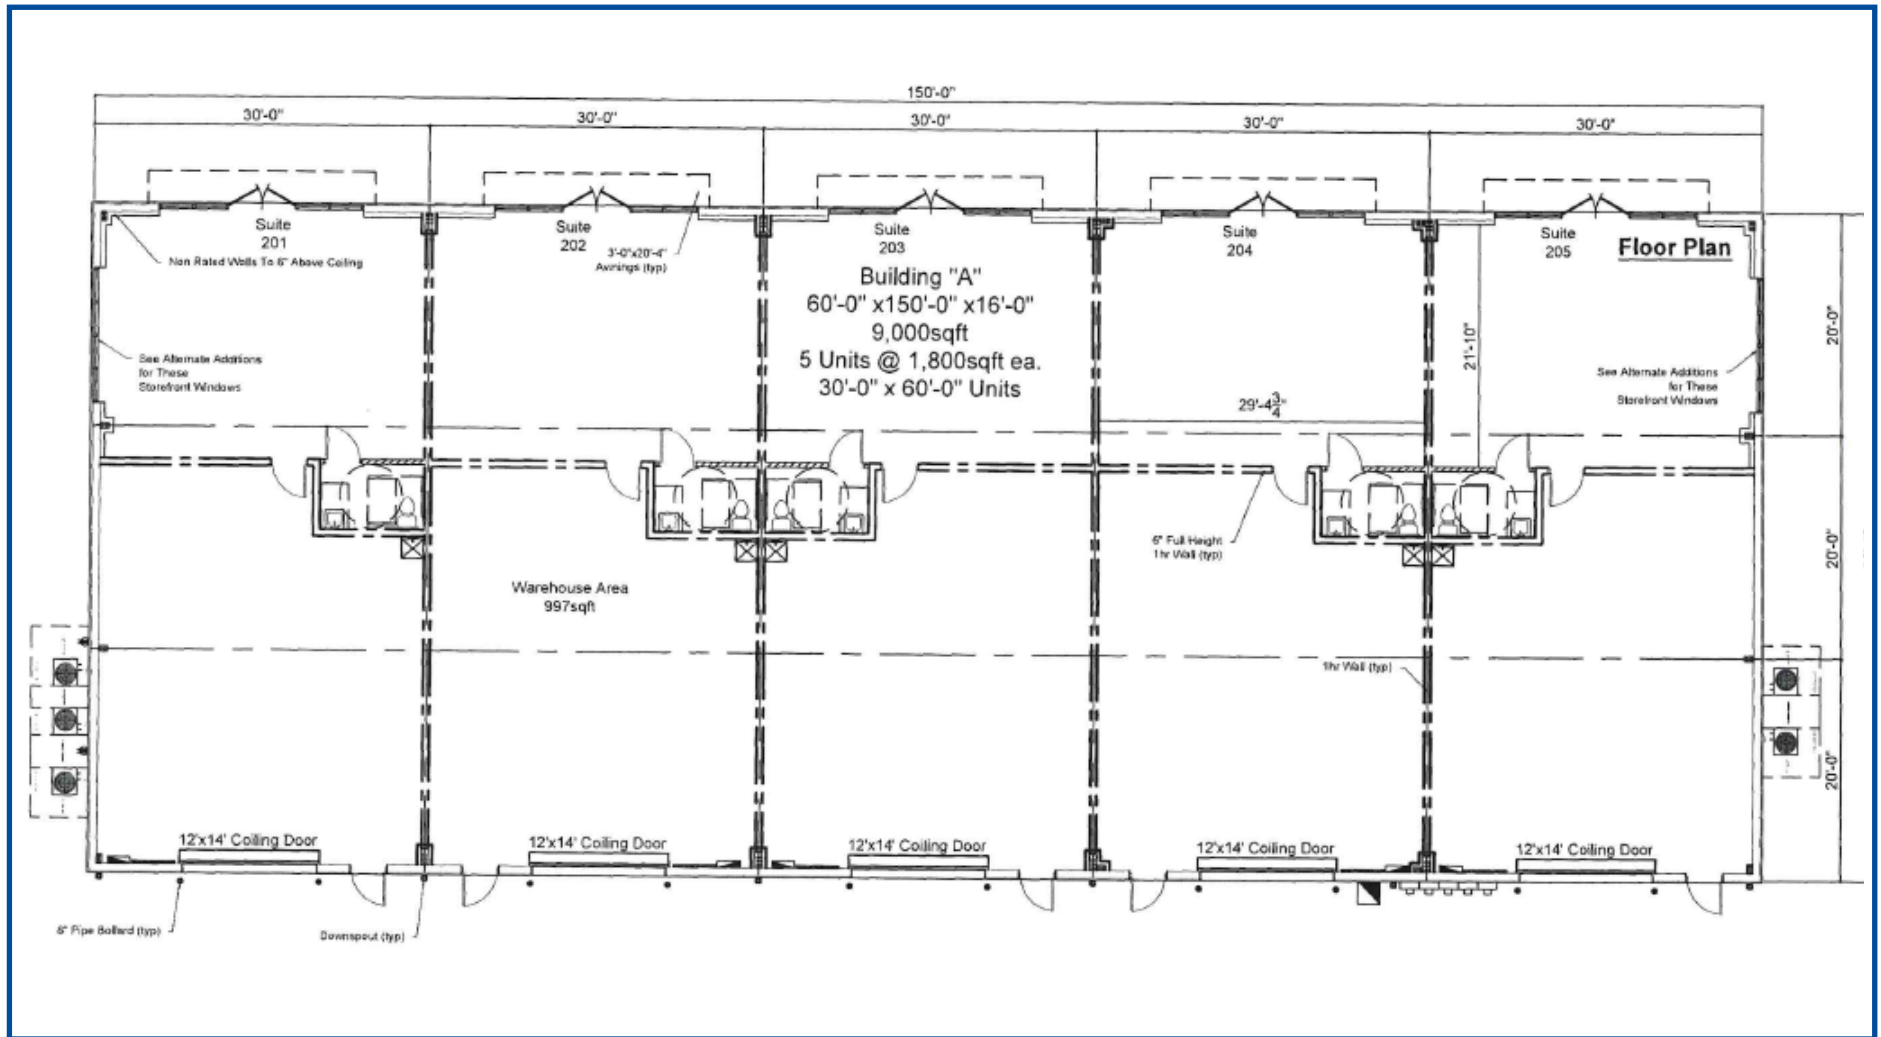 150'-0"
30'-0"
30'-0"
30'-0"
30'-0"
30'-0"
Suite
201
Suite
202
Suite
203
Suite
204
Suite
205
Floor Plan
Non Rated Walls To 6" Above Ceiling
3'-0"x20'-4"
Awnings (typ)
Building "A"
60'-0" x150'-0" x16'-0"
9,000sqft
5 Units @ 1,800sqft ea.
30'-0" x 60'-0" Units
See Alternate Additions
for These
Storefront Windows
21'-10"
29'-4 3/4"
See Alternate Additions
for These
Storefront Windows
20'-0"
20'-0"
20'-0"
6" Full Height
1hr Wall (typ)
Warehouse Area
997sqft
1hr Wall (typ)
12'x14' Coiling Door
12'x14' Coiling Door
12'x14' Coiling Door
12'x14' Coiling Door
12'x14' Coiling Door
6" Pipe Bollard (typ)
Downspout (typ)